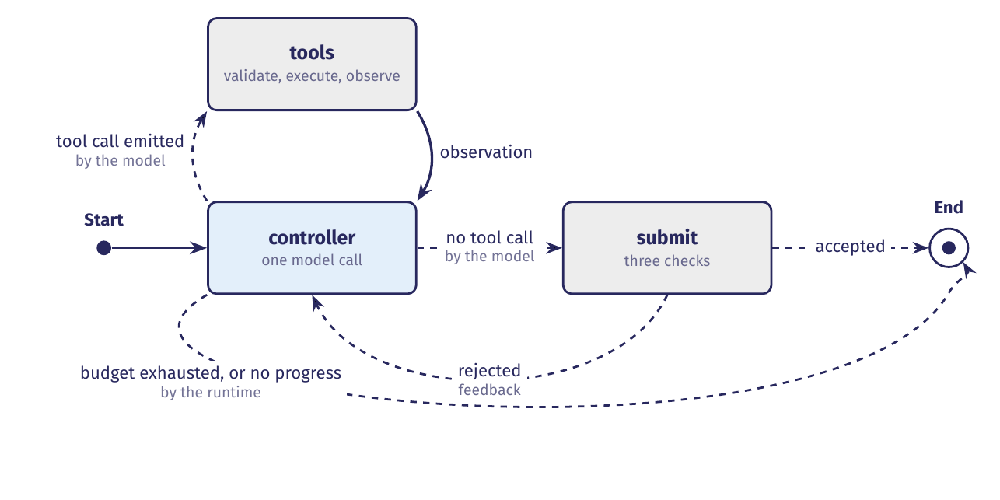 tools
validate, execute, observe
tool call emitted
by the model
observation
Start
controller
one model call
no tool call
by the model
submit
three checks
accepted
End
budget exhausted, or no progress
by the runtime
rejected
feedback